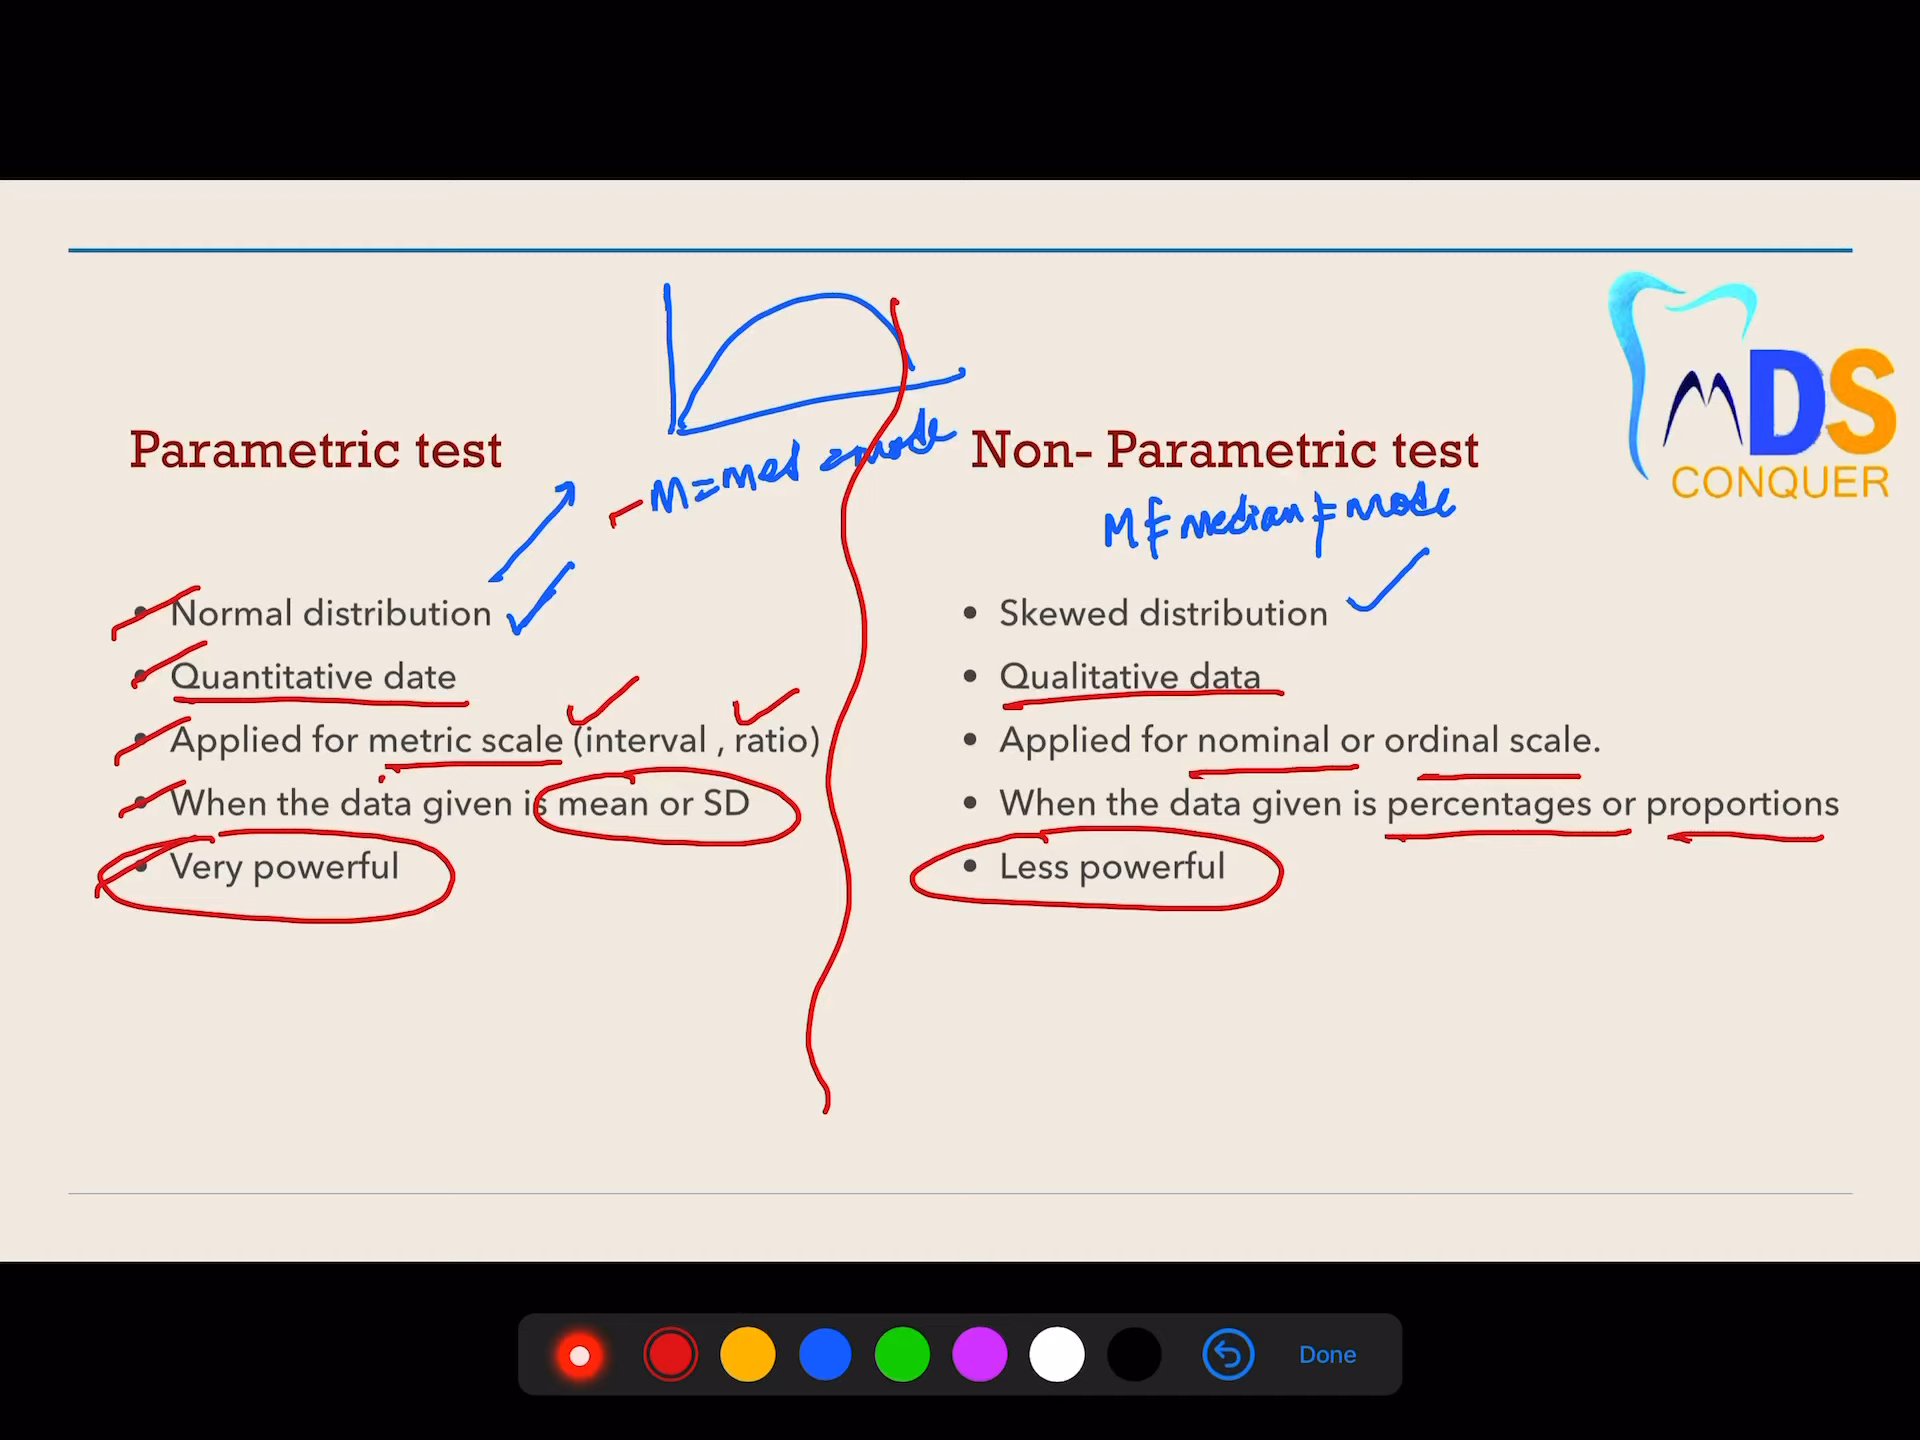 Parametric test
M = med = mode
Normal distribution
Quantitative date
Applied for metric scale (interval , ratio)
When the data given is mean or SD
Very powerful
Non- Parametric test
M ≠ median ≠ mode
Skewed distribution
Qualitative data
Applied for nominal or ordinal scale.
When the data given is percentages or proportions
Less powerful
MDS
CONQUER
Done